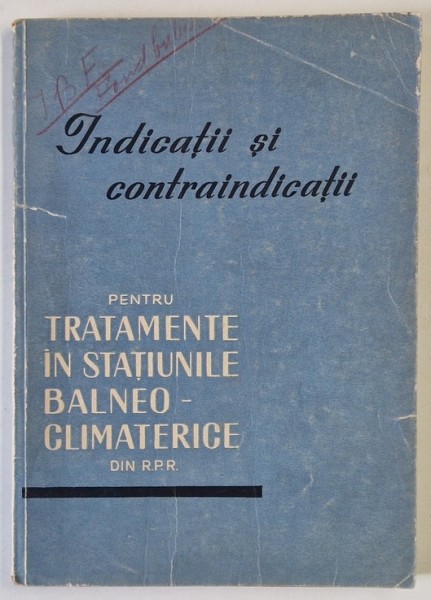 I.B.F.
Indicații și
contraindicații
PENTRU
TRATAMENTE
ÎN STAȚIUNILE
BALNEO-
CLIMATERICE
DIN R.P.R.